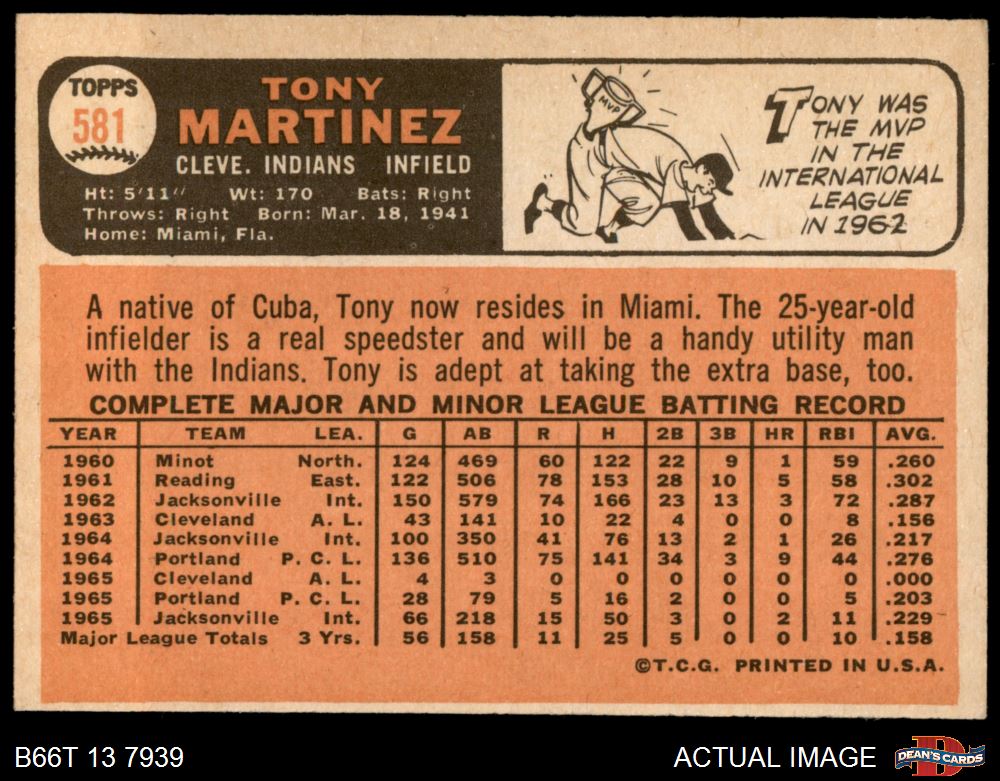 TOPPS
581
TONY
MARTINEZ
CLEVE. INDIANS INFIELD
Ht: 5'11" Wt: 170 Bats: Right
Throws: Right Born: Mar. 18, 1941
Home: Miami, Fla.
MVP
TONY WAS
THE MVP
IN THE
INTERNATIONAL
LEAGUE
IN 1962
A native of Cuba, Tony now resides in Miami. The 25-year-old
infielder is a real speedster and will be a handy utility man
with the Indians. Tony is adept at taking the extra base, too.
COMPLETE MAJOR AND MINOR LEAGUE BATTING RECORD
YEAR TEAM LEA. G AB R H 2B 3B HR RBI AVG.
1960 Minot North. 124 469 60 122 22 9 1 59 .260
1961 Reading East. 122 506 78 153 28 10 5 58 .302
1962 Jacksonville Int. 150 579 74 166 23 13 3 72 .287
1963 Cleveland A. L. 43 141 10 22 4 0 0 8 .156
1964 Jacksonville Int. 100 350 41 76 13 2 1 26 .217
1964 Portland P. C. L. 136 510 75 141 34 3 9 44 .276
1965 Cleveland A. L. 4 3 0 0 0 0 0 0 .000
1965 Portland P. C. L. 28 79 5 16 2 0 0 5 .203
1965 Jacksonville Int. 66 218 15 50 3 0 2 11 .229
Major League Totals 3 Yrs. 56 158 11 25 5 0 0 10 .158
©T.C.G. PRINTED IN U.S.A.
B66T 13 7939
ACTUAL IMAGE
D
DEAN'S CARDS